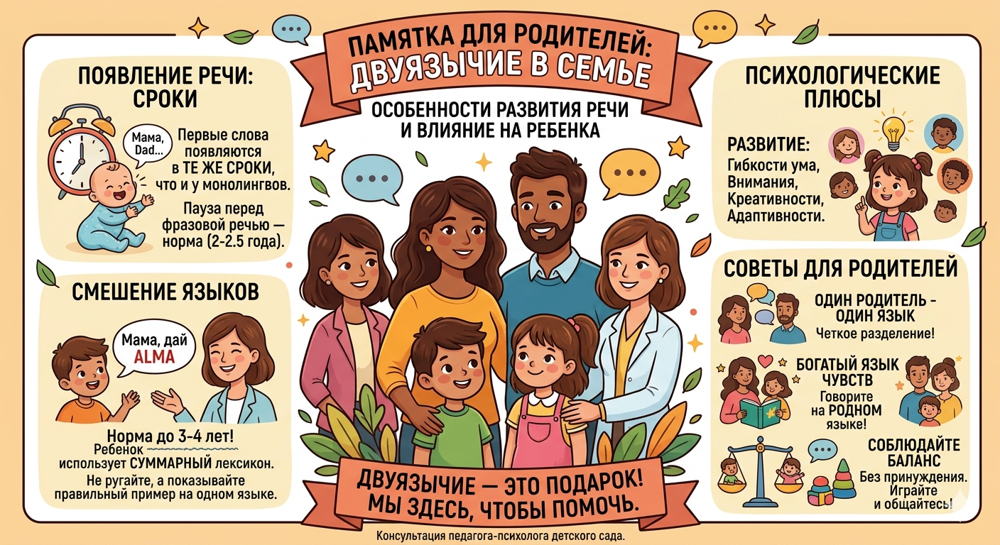 ПАМЯТКА ДЛЯ РОДИТЕЛЕЙ:
ДВУЯЗЫЧИЕ В СЕМЬЕ
ОСОБЕННОСТИ РАЗВИТИЯ РЕЧИ
И ВЛИЯНИЕ НА РЕБЕНКА
ПОЯВЛЕНИЕ РЕЧИ:
СРОКИ
Мама,
Dad...
Первые слова
появляются
в ТЕ ЖЕ СРОКИ,
что и у монолингвов.
Пауза перед
фразовой речью —
норма (2-2.5 года).
СМЕШЕНИЕ ЯЗЫКОВ
Мама, дай
ALMA
Норма до 3-4 лет!
Ребенок
использует СУММАРНЫЙ лексикон.
Не ругайте, а показывайте
правильный пример на одном языке.
ПСИХОЛОГИЧЕСКИЕ
ПЛЮСЫ
РАЗВИТИЕ:
Гибкости ума,
Внимания,
Креативности,
Адаптивности.
СОВЕТЫ ДЛЯ РОДИТЕЛЕЙ
ОДИН РОДИТЕЛЬ –
ОДИН ЯЗЫК
Четкое разделение!
БОГАТЫЙ ЯЗЫК
ЧУВСТВ
Говорите
на РОДНОМ
языке!
СОБЛЮДАЙТЕ
БАЛАНС
Без принуждения.
Играйте
и общайтесь!
ДВУЯЗЫЧИЕ — ЭТО ПОДАРОК!
МЫ ЗДЕСЬ, ЧТОБЫ ПОМОЧЬ.
Консультация педагога-психолога детского сада.